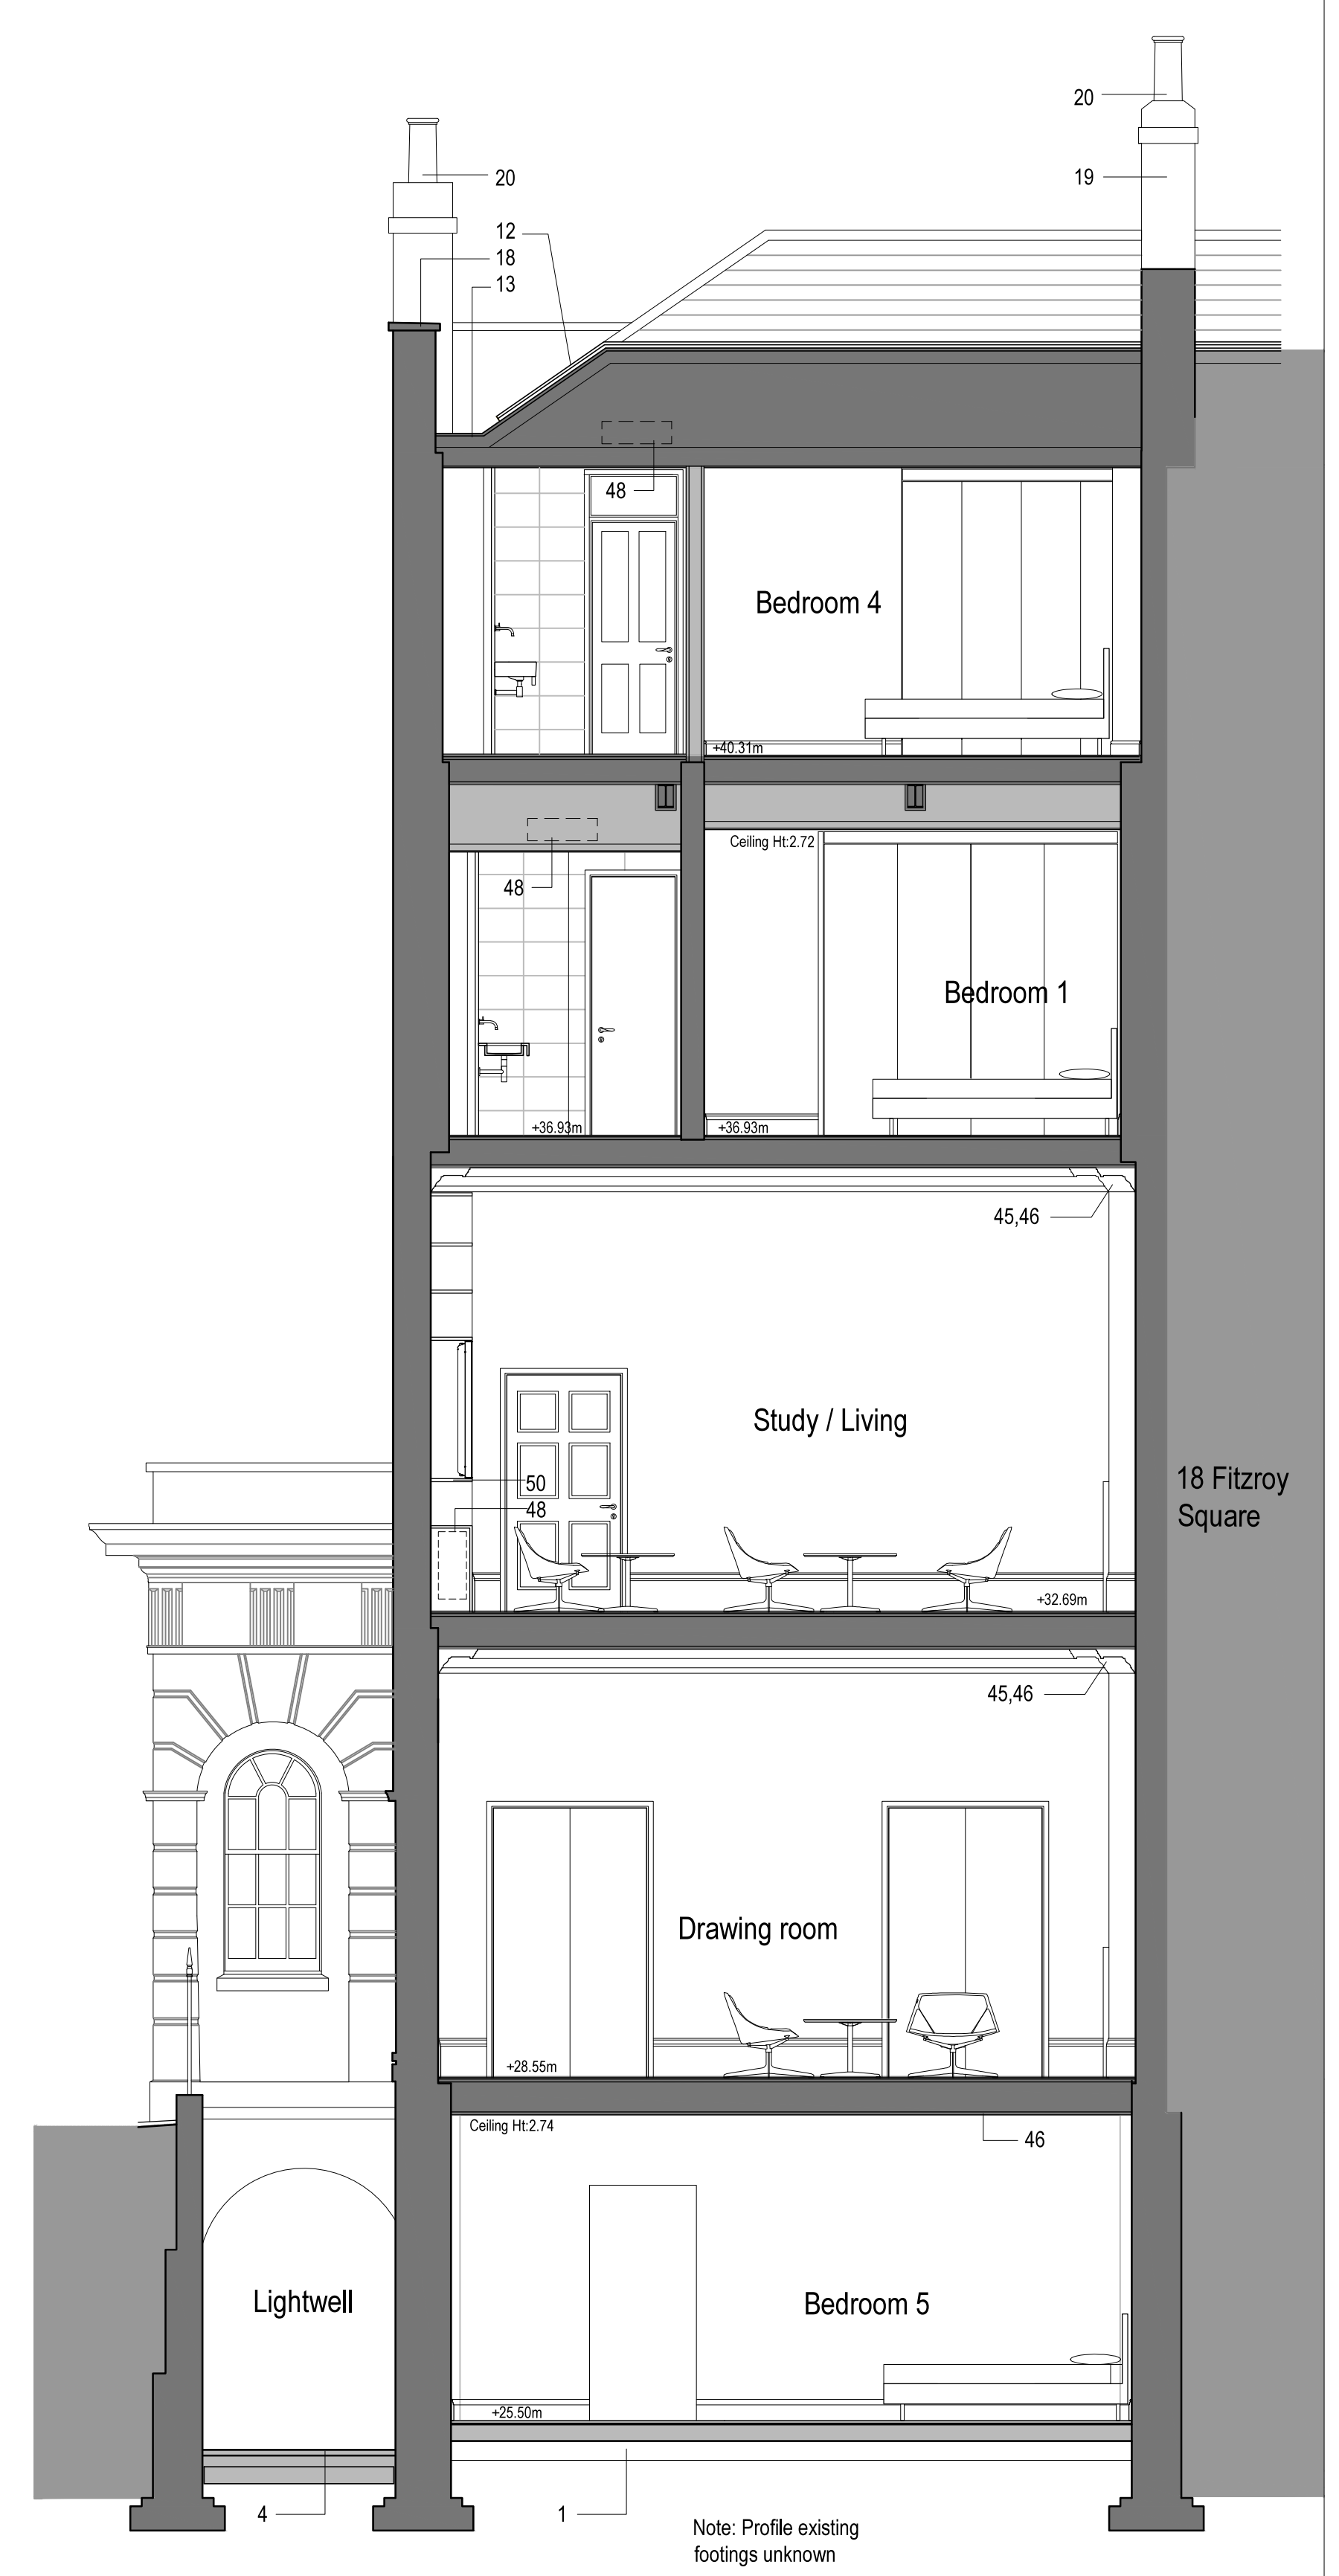 20
19
20
12
18
13
48
Bedroom 4
+40.31m
Ceiling Ht:2.72
48
Bedroom 1
+36.93m
+36.93m
45,46
Study / Living
18 Fitzroy
Square
50
48
+32.69m
45,46
Drawing room
+28.55m
Ceiling Ht:2.74
46
Lightwell
Bedroom 5
+25.50m
4
1
Note: Profile existing
footings unknown